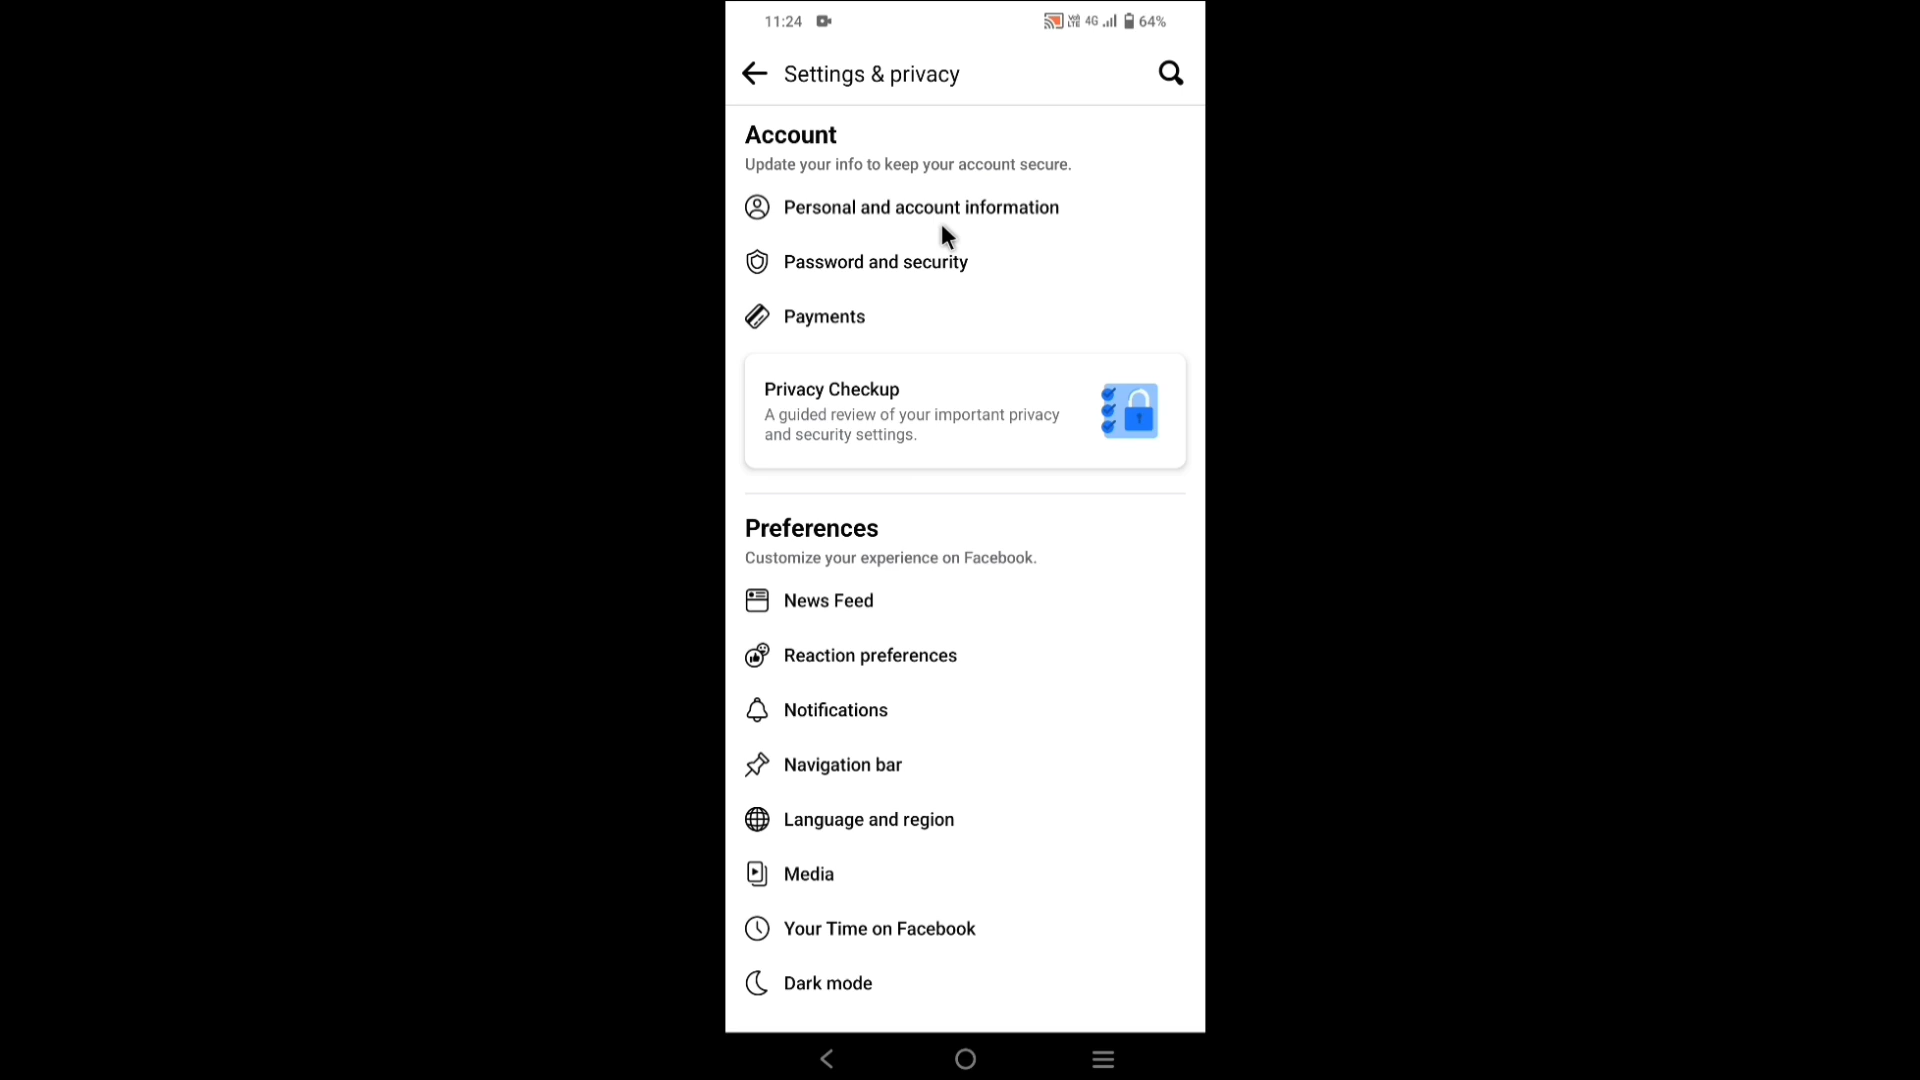 11:24
4G 64%
Settings & privacy
Account
Update your info to keep your account secure.
Personal and account information
Password and security
Payments
Privacy Checkup
A guided review of your important privacy
and security settings.
Preferences
Customize your experience on Facebook.
News Feed
Reaction preferences
Notifications
Navigation bar
Language and region
Media
Your Time on Facebook
Dark mode